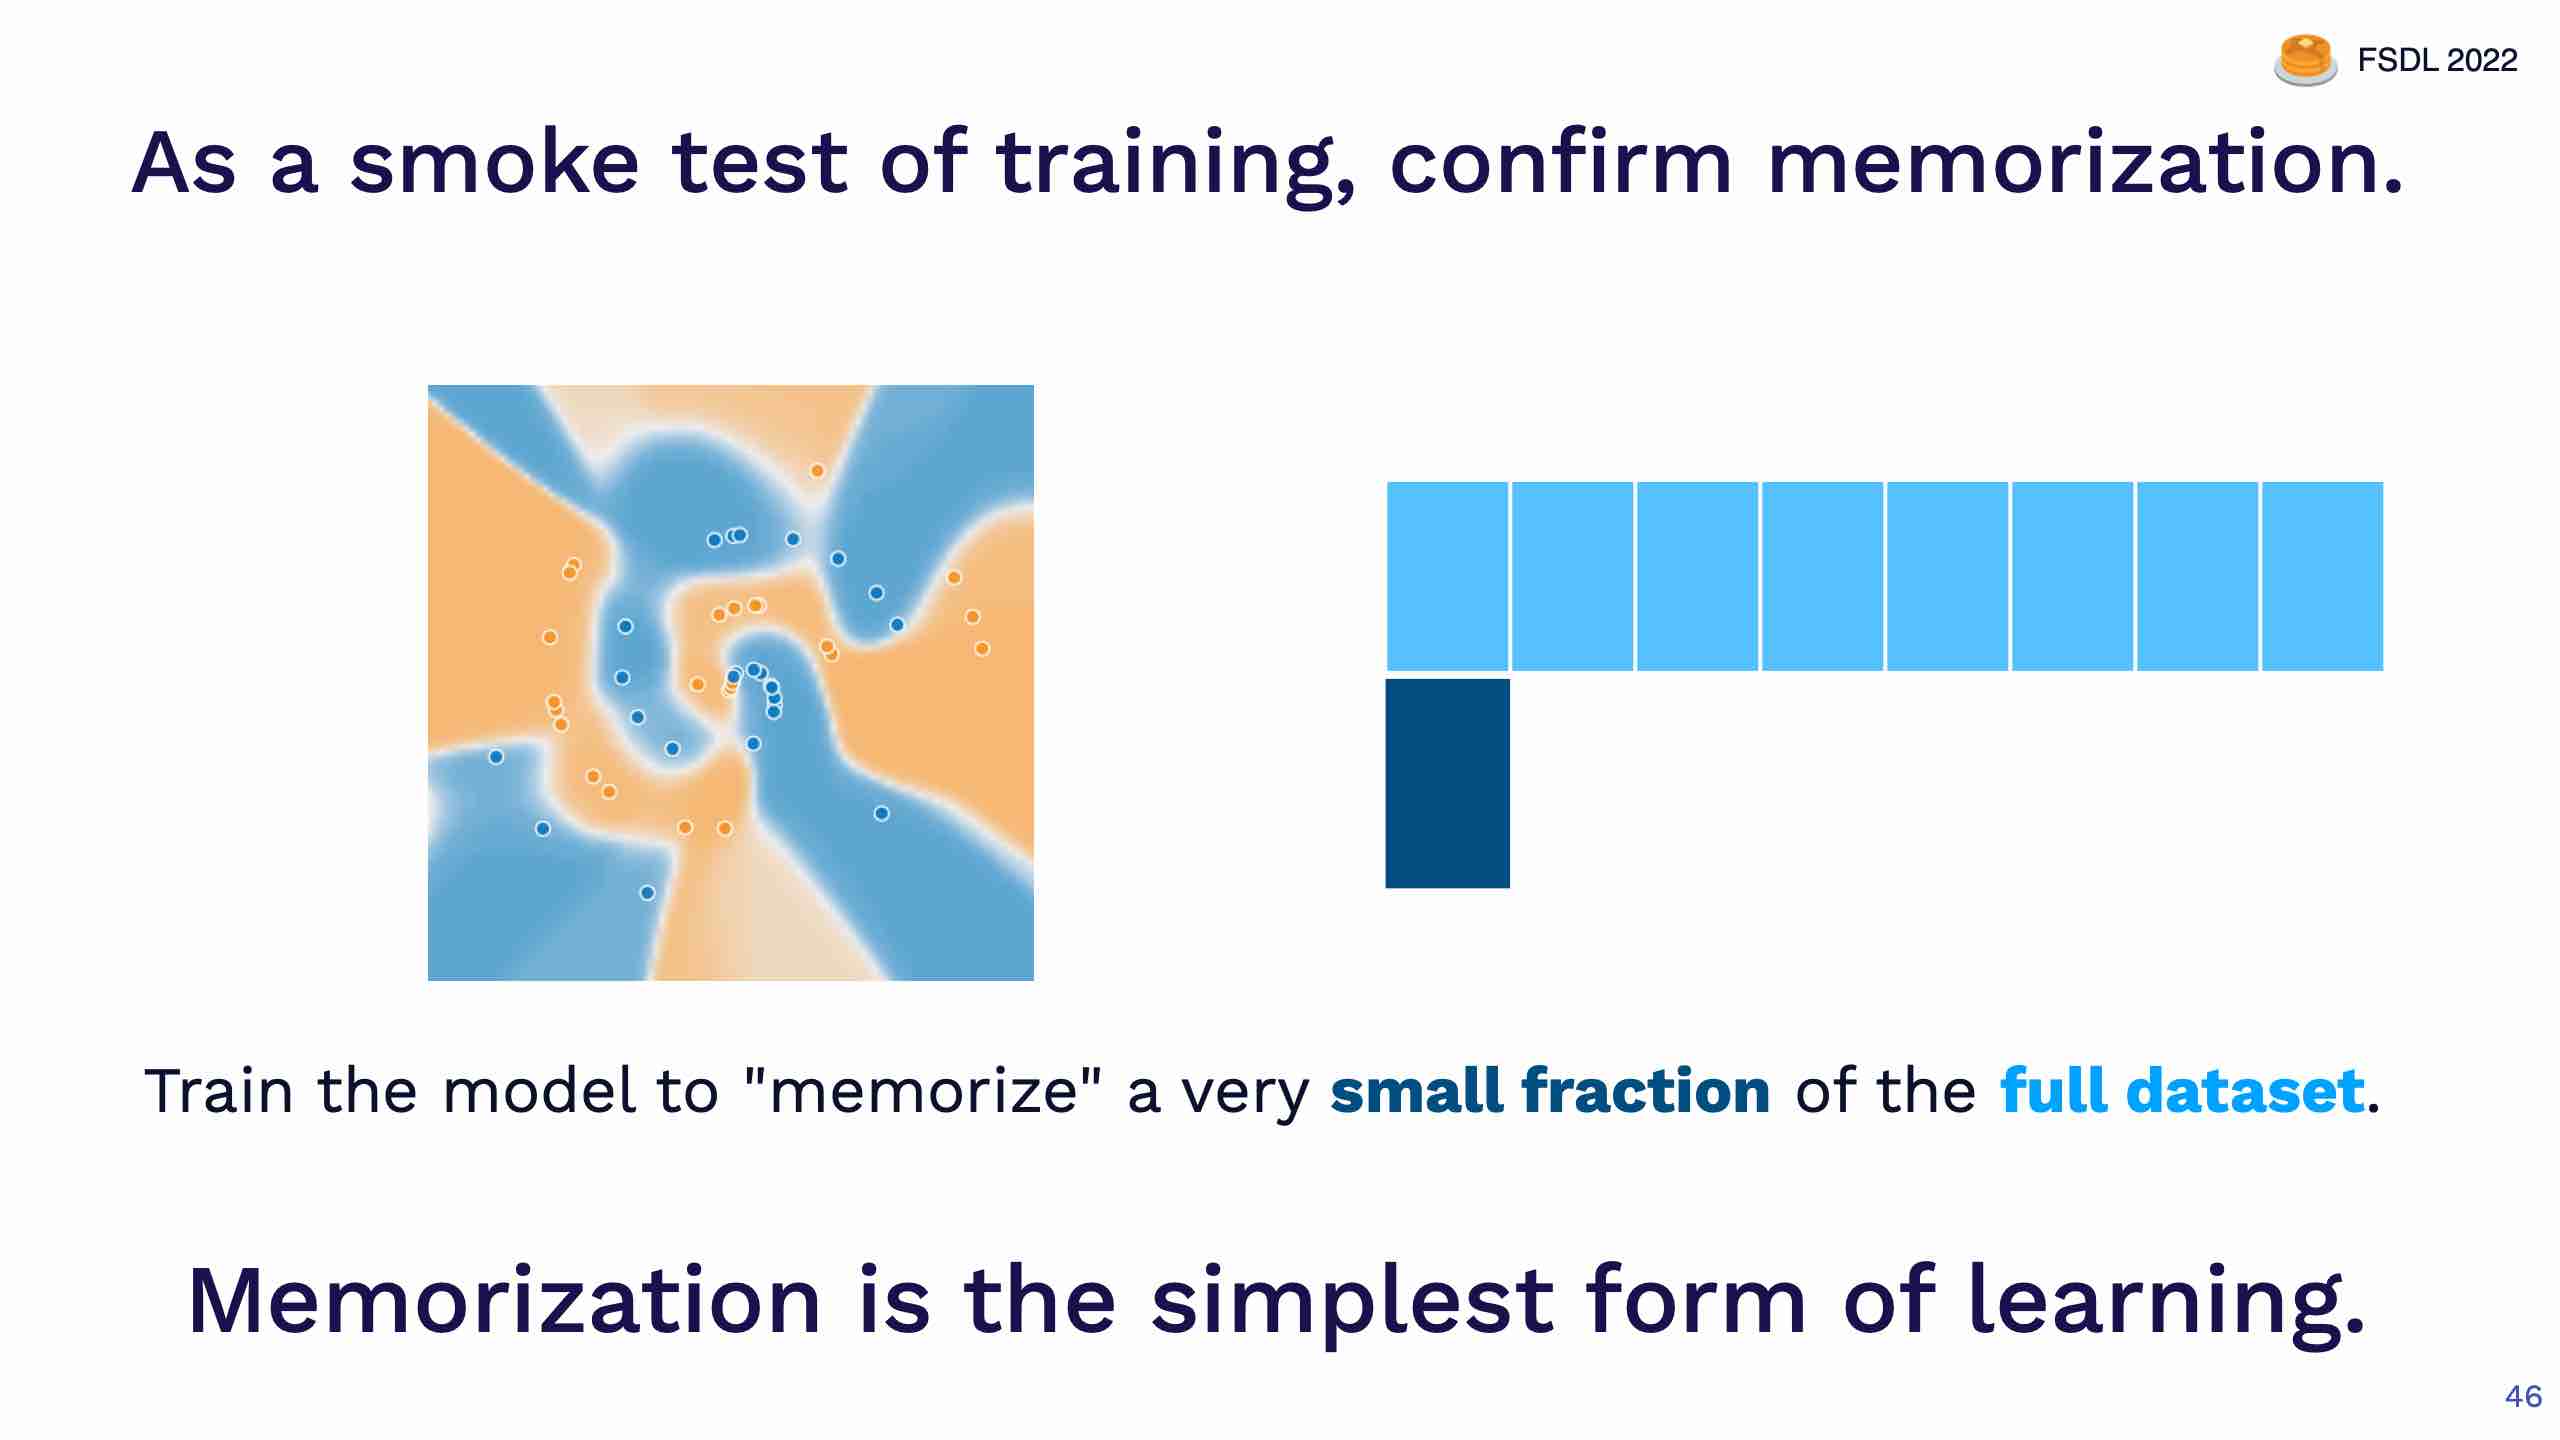 FSDL 2022
As a smoke test of training, confirm memorization.
Train the model to "memorize" a very small fraction of the full dataset.
Memorization is the simplest form of learning.
46